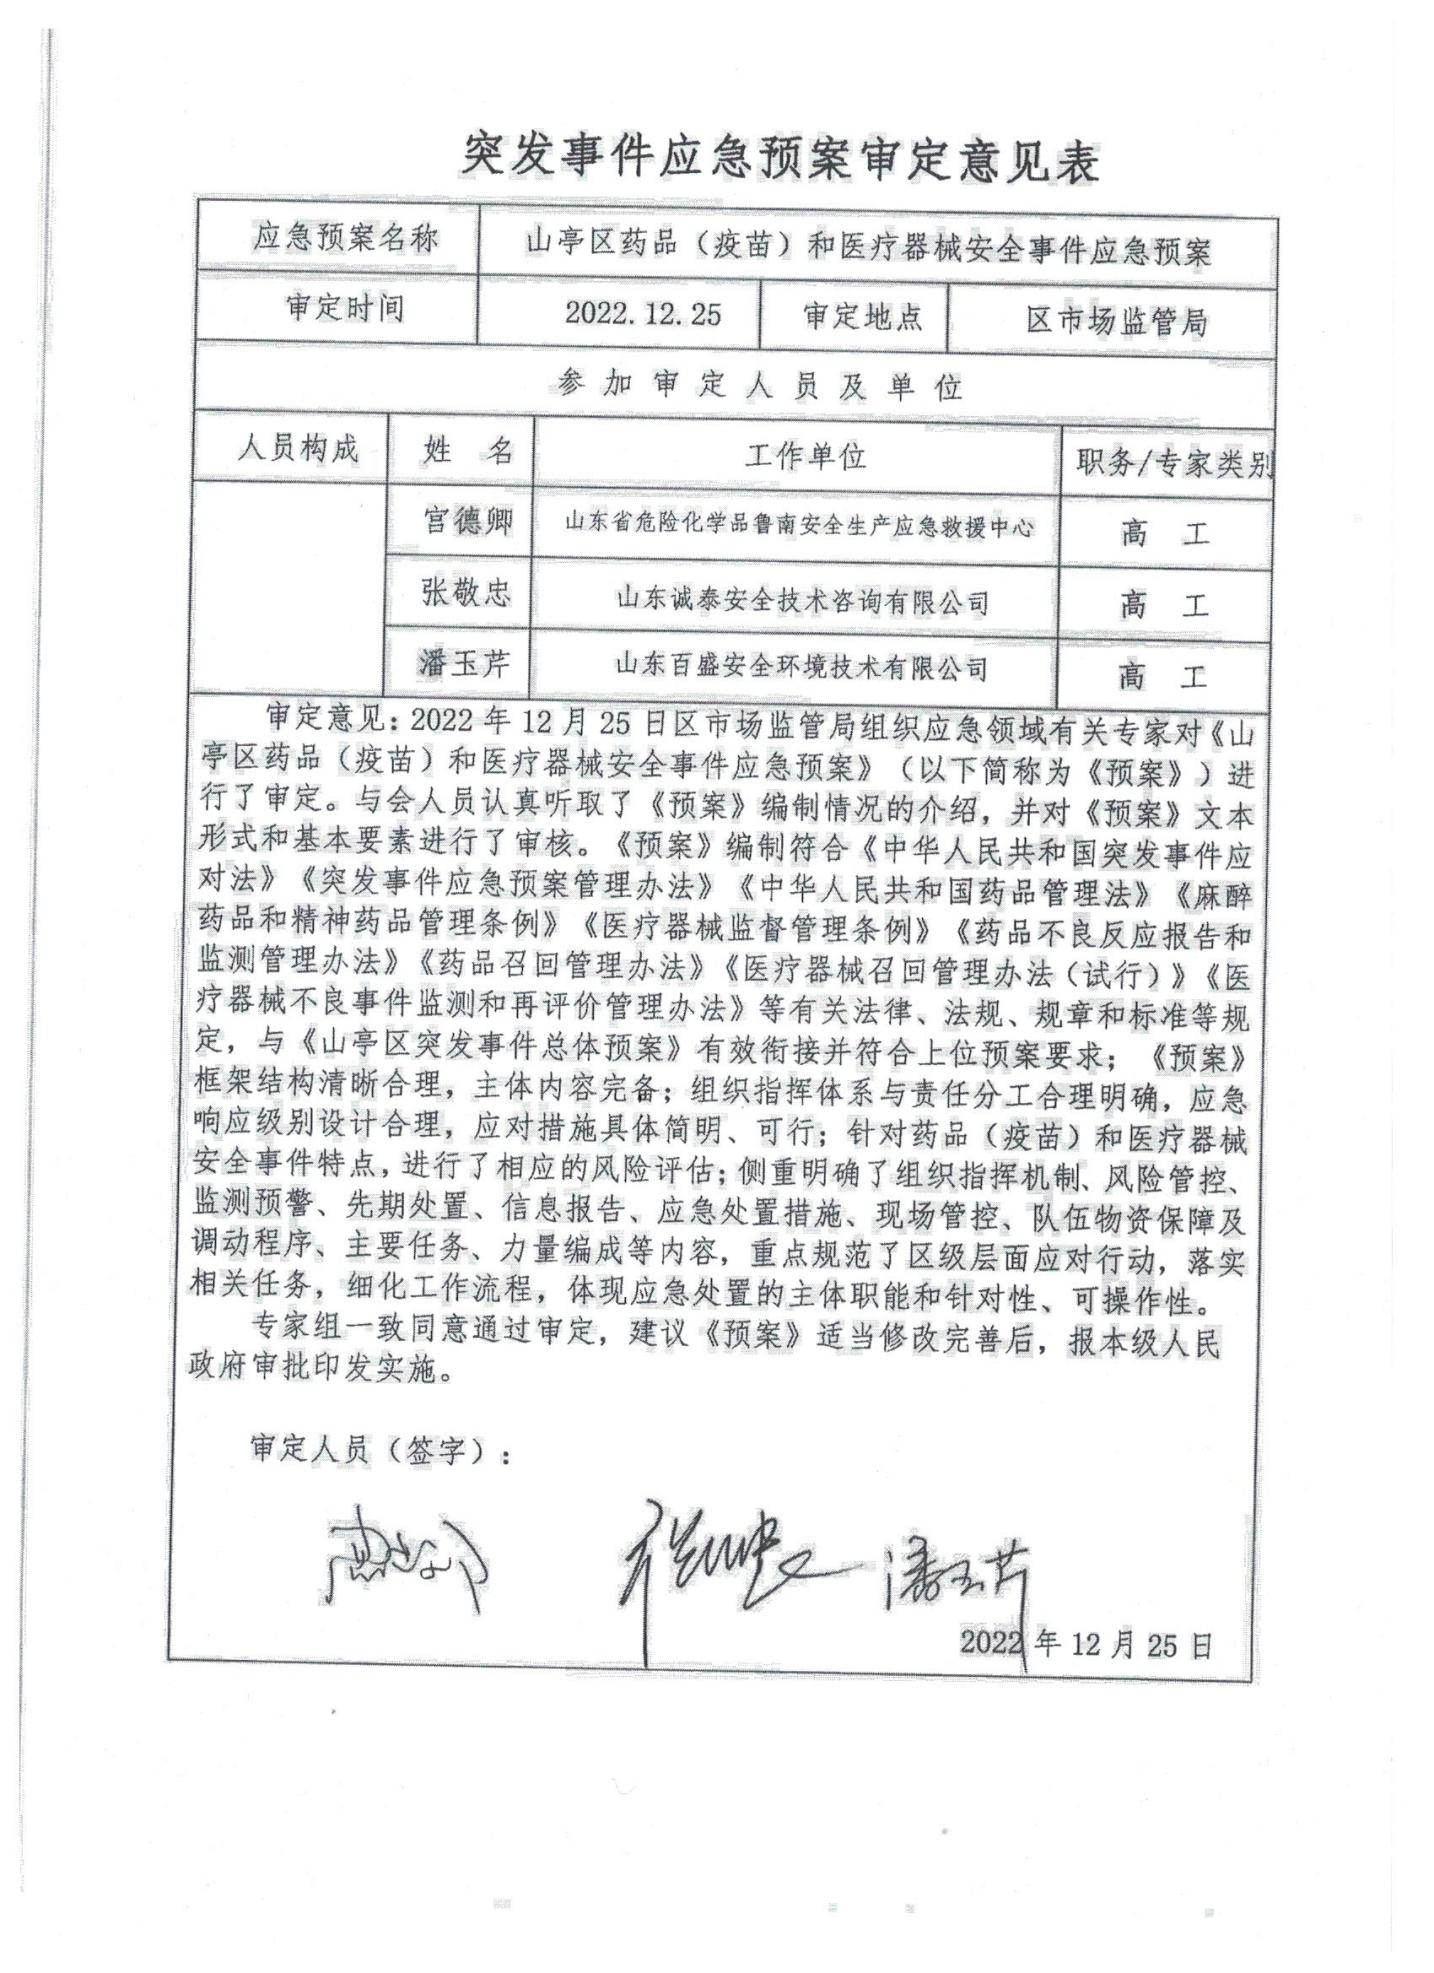 突发事件应急预案审定意见表
应急预案名称 山亭区药品（疫苗）和医疗器械安全事件应急预案
审定时间 2022.12.25 审定地点 区市场监管局
参加审定人员及单位
人员构成 姓 名 工作单位 职务/专家类别
宫德卿 山东省危险化学品鲁南安全生产应急救援中心 高 工
张敬忠 山东诚泰安全技术咨询有限公司 高 工
潘玉芹 山东百盛安全环境技术有限公司 高 工
审定意见：2022 年 12 月 25 日区市场监管局组织应急领域有关专家对《山
亭区药品（疫苗）和医疗器械安全事件应急预案》（以下简称为《预案》）进
行了审定。与会人员认真听取了《预案》编制情况的介绍，并对《预案》文本
形式和基本要素进行了审核。《预案》编制符合《中华人民共和国突发事件应
对法》《突发事件应急预案管理办法》《中华人民共和国药品管理法》《麻醉
药品和精神药品管理条例》《医疗器械监督管理条例》《药品不良反应报告和
监测管理办法》《药品召回管理办法》《医疗器械召回管理办法（试行）》《医
疗器械不良事件监测和再评价管理办法》等有关法律、法规、规章和标准等规
定，与《山亭区突发事件总体预案》有效衔接并符合上位预案要求；《预案》
框架结构清晰合理，主体内容完备；组织指挥体系与责任分工合理明确，应急
响应级别设计合理，应对措施具体简明、可行；针对药品（疫苗）和医疗器械
安全事件特点，进行了相应的风险评估；侧重明确了组织指挥机制、风险管控、
监测预警、先期处置、信息报告、应急处置措施、现场管控、队伍物资保障及
调动程序、主要任务、力量编成等内容，重点规范了区级层面应对行动，落实
相关任务，细化工作流程，体现应急处置的主体职能和针对性、可操作性。
专家组一致同意通过审定，建议《预案》适当修改完善后，报本级人民
政府审批印发实施。
审定人员（签字）：
潘玉芹
2022 年 12 月 25 日